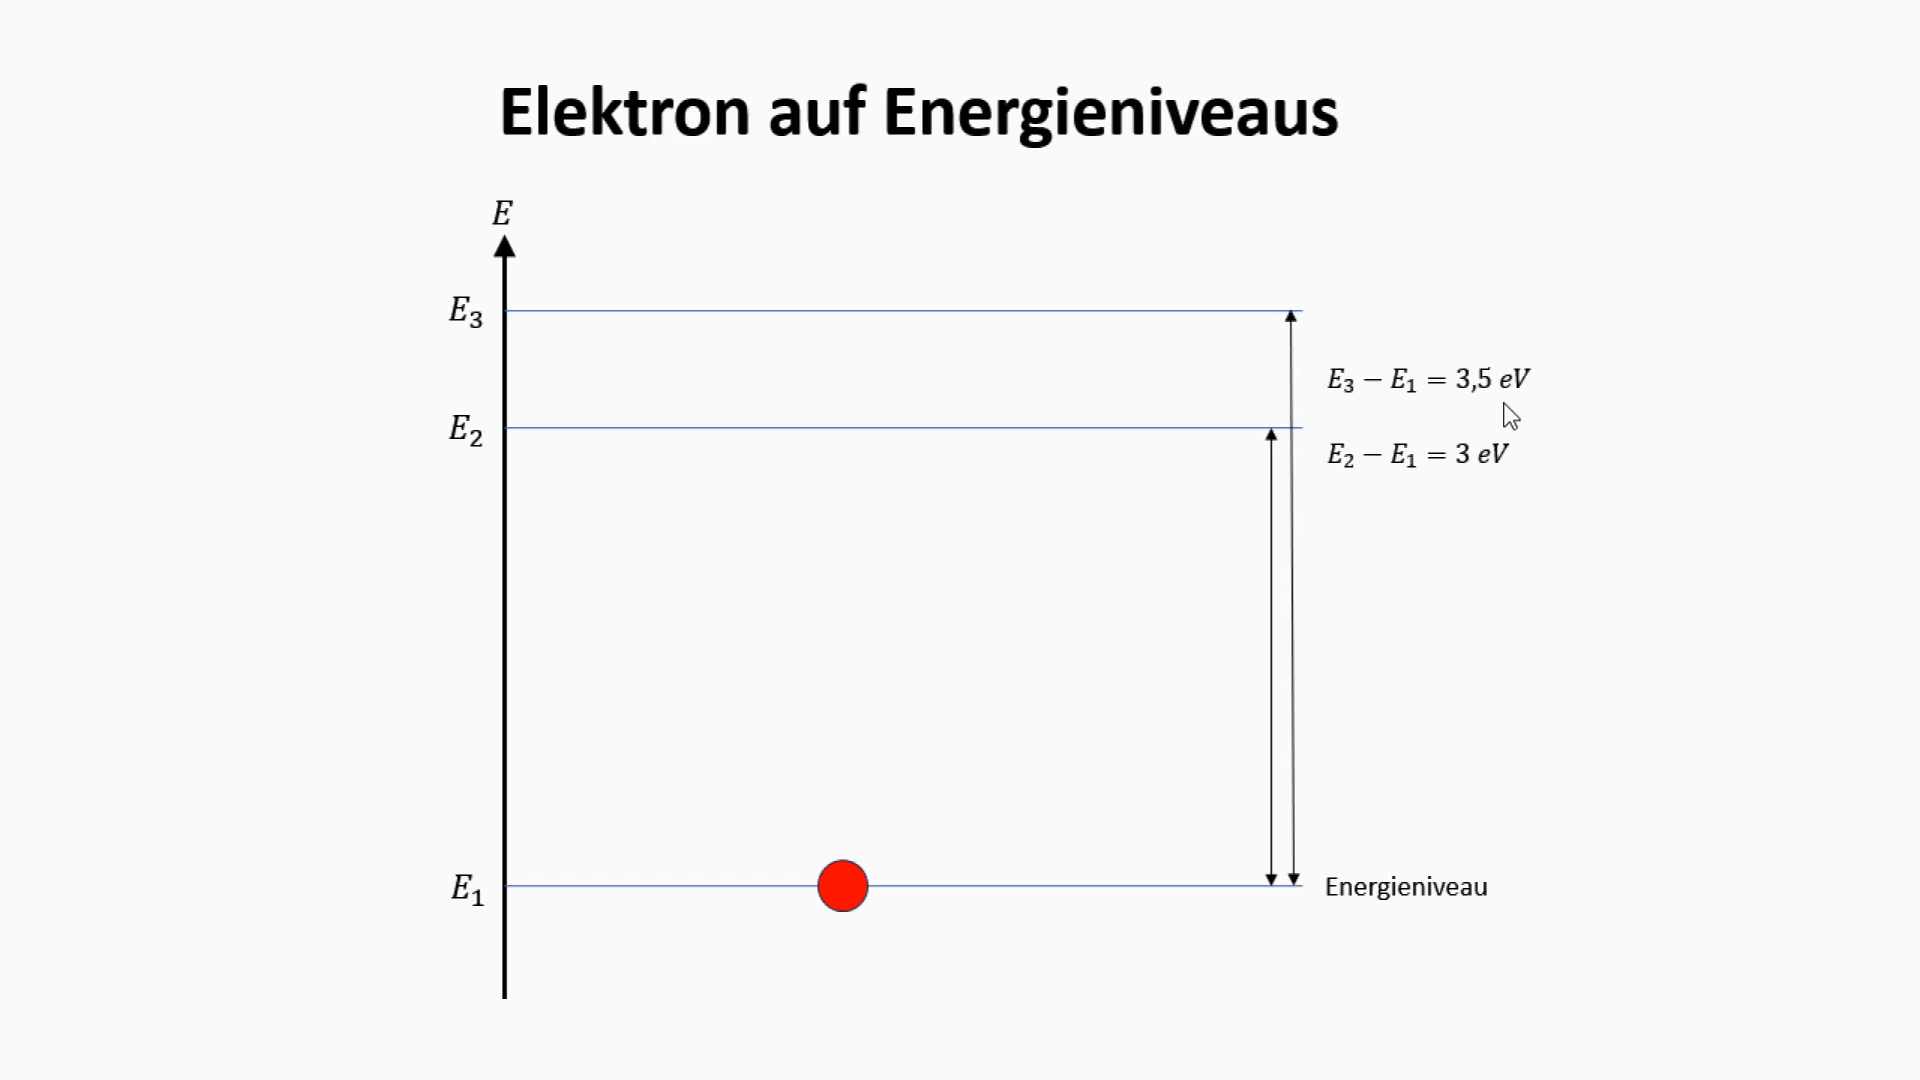 Elektron auf Energieniveaus
E
E₃
E₃ − E₁ = 3,5 eV
E₂
E₂ − E₁ = 3 eV
E₁
Energieniveau